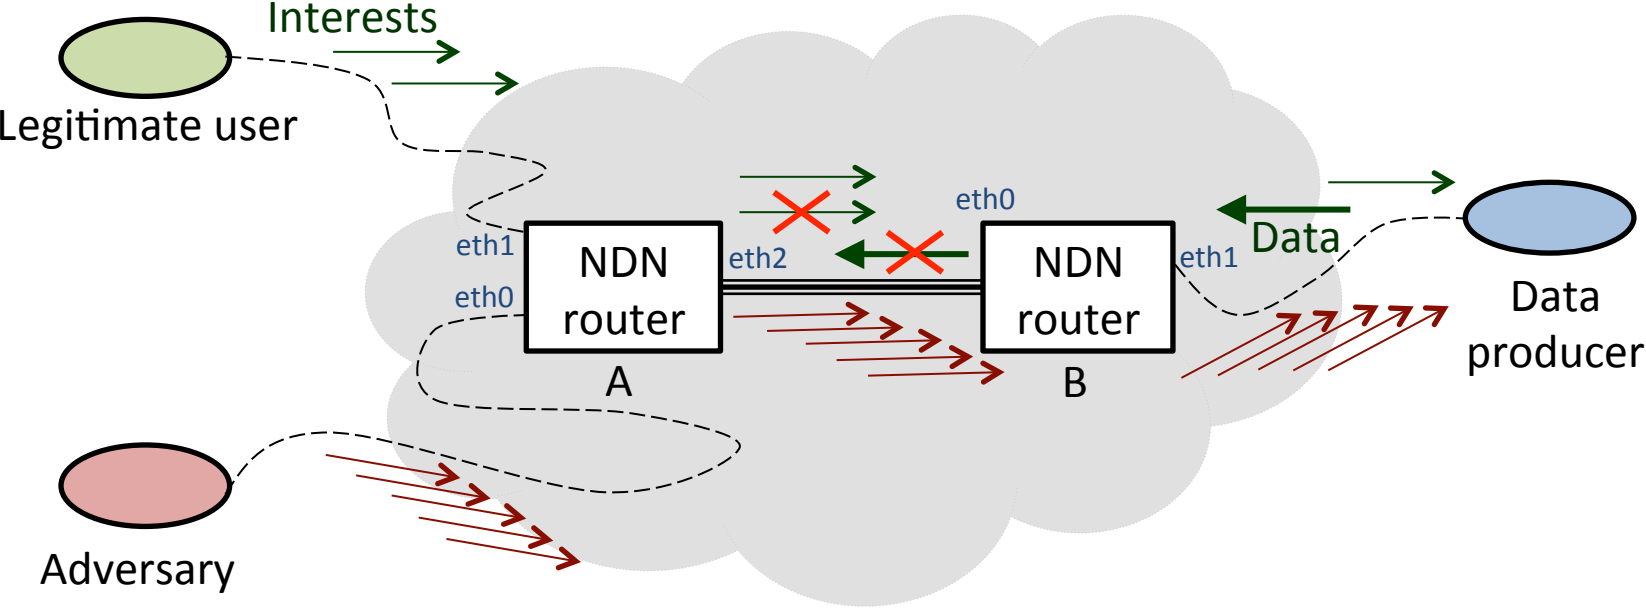 Interests
Legitimate user
eth0
eth1
NDN
router
eth2
NDN
router
eth1
Data
eth0
A
B
Data
producer
Adversary